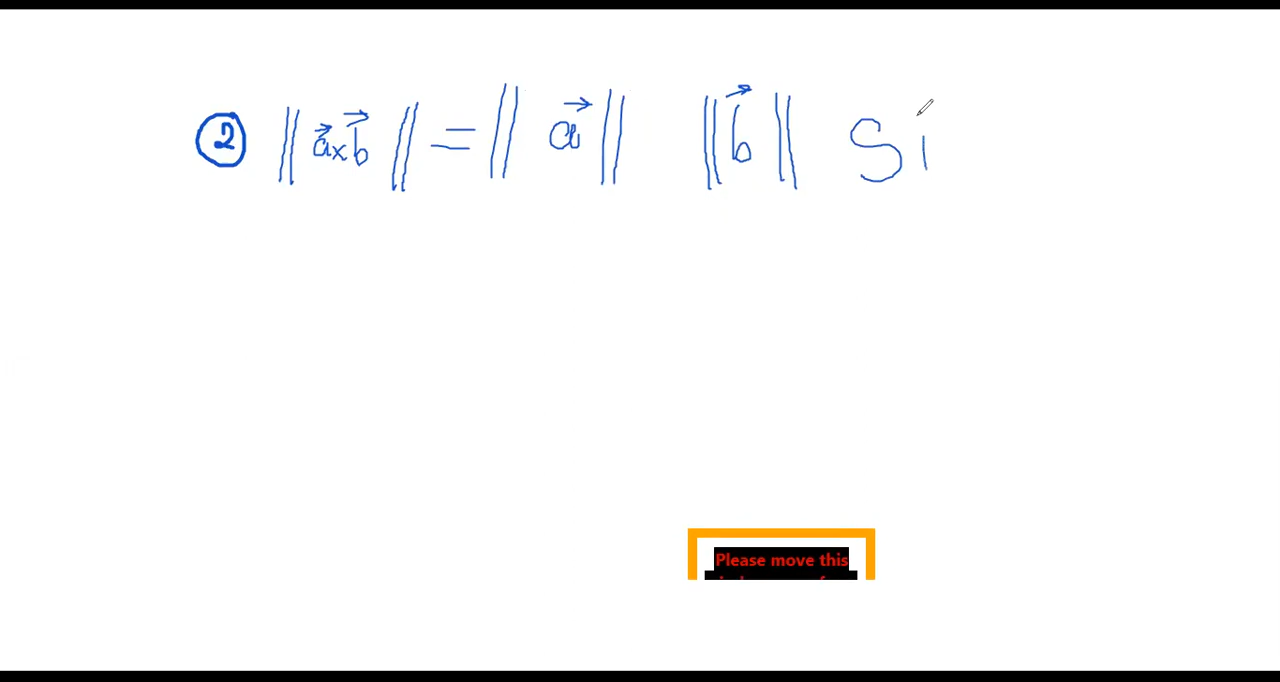 ② ‖ a⃗ x b⃗ ‖ = ‖ a⃗ ‖ ‖ b⃗ ‖ Si
Please move this